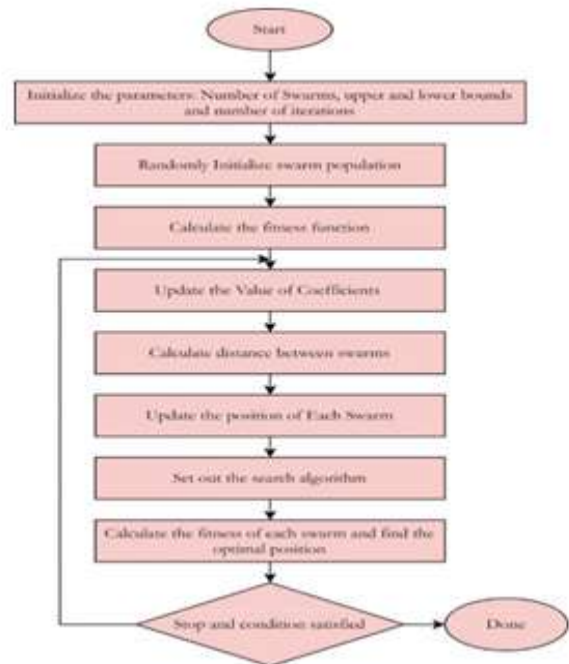 Start
Initialize the parameters: Number of Swarms, upper and lower bounds
and number of iterations
Randomly Initialize swarm population
Calculate the fitness function
Update the Value of Coefficients
Calculate distance between swarms
Update the position of Each Swarm
Set out the search algorithm
Calculate the fitness of each swarm and find the
optimal position
Stop and condition satisfied
Done